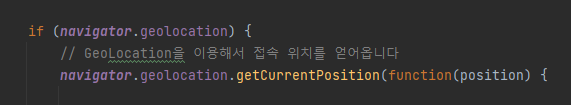 if (navigator.geolocation) {
// GeoLocation을 이용해서 접속 위치를 얻어옵니다
navigator.geolocation.getCurrentPosition(function(position) {